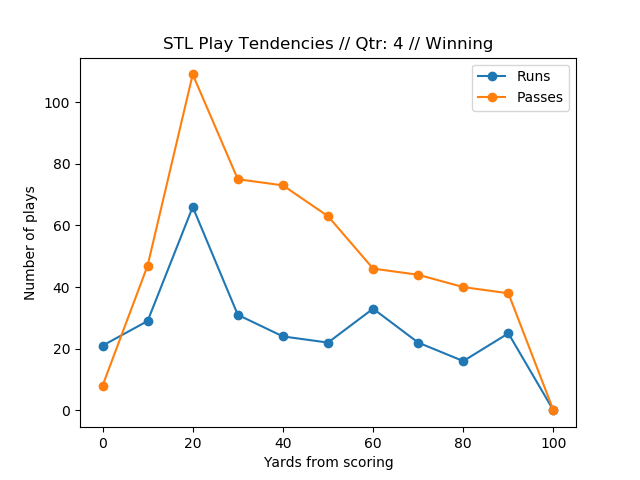 STL Play Tendencies // Qtr: 4 // Winning
Runs
Passes
Number of plays
100
80
60
40
20
0
0 20 40 60 80 100
Yards from scoring